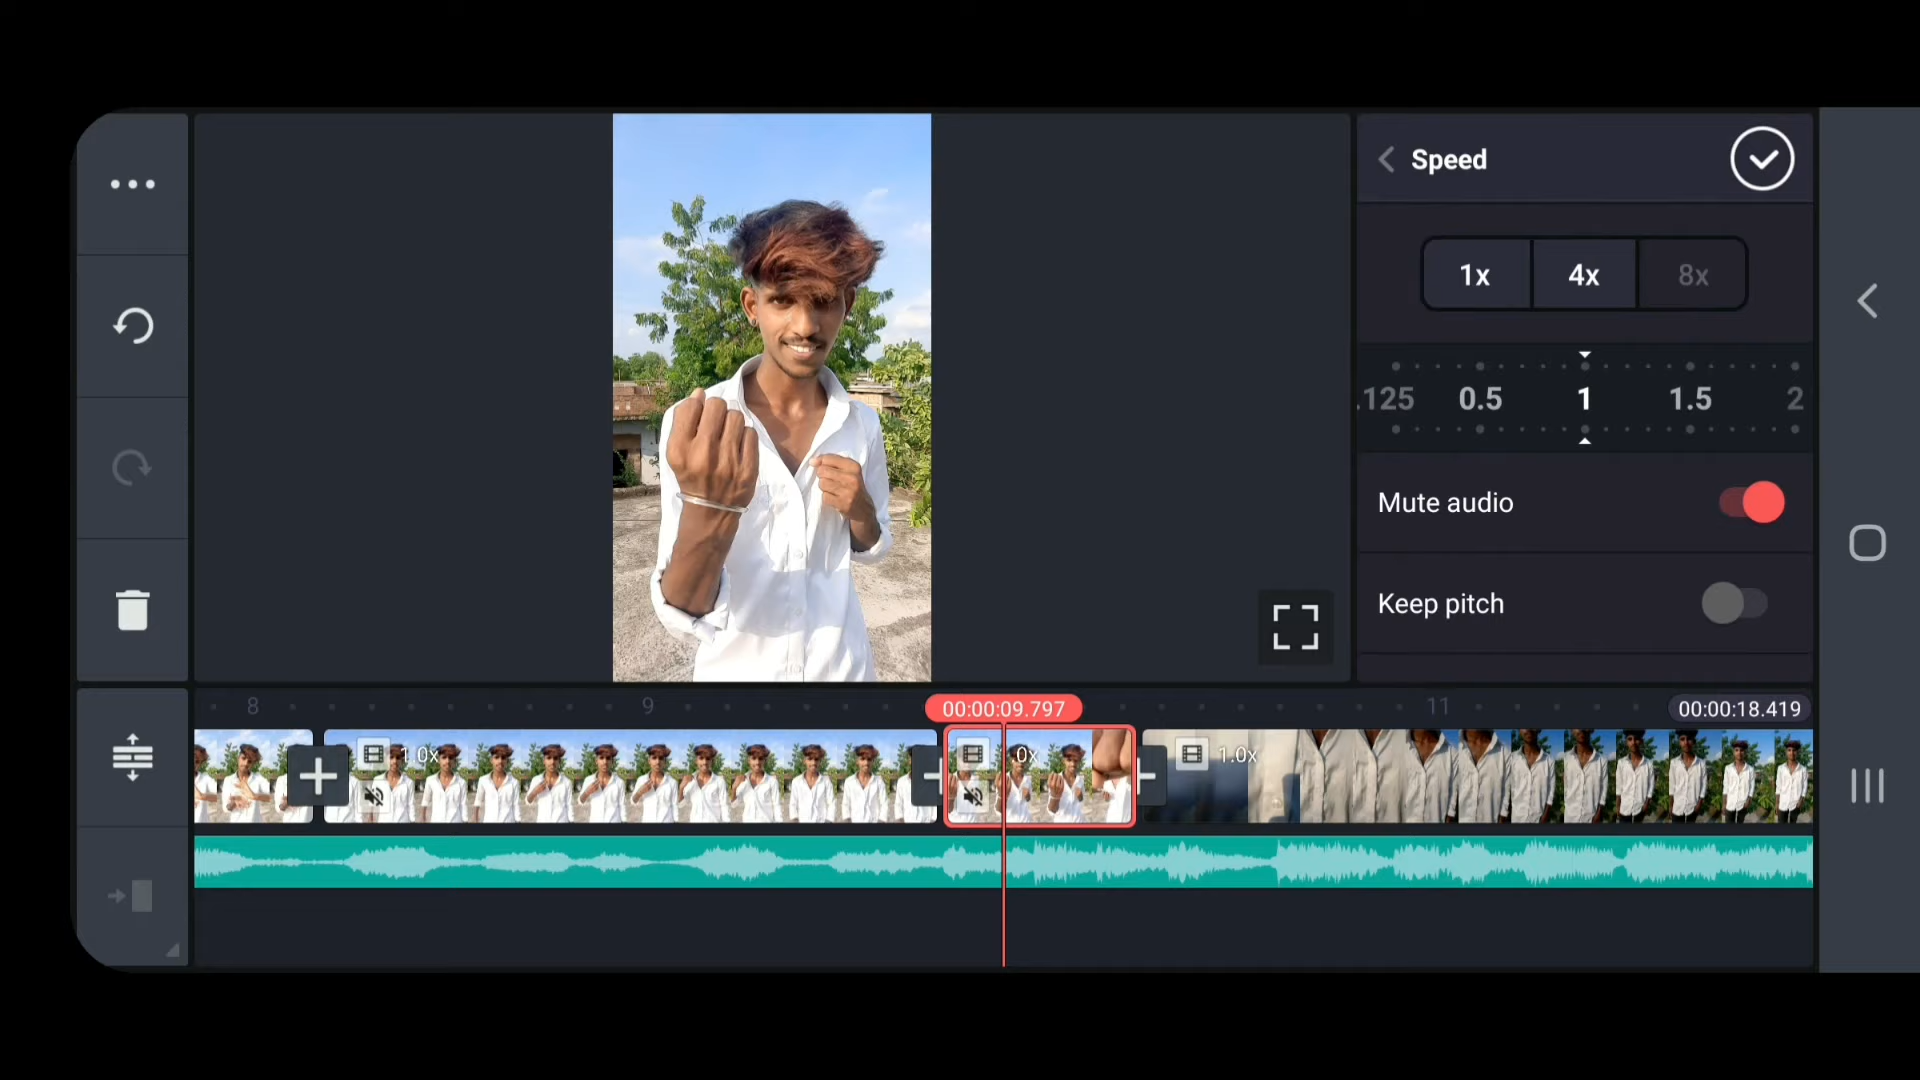 Speed
1x 4x 8x
.125 0.5 1 1.5 2
Mute audio
Keep pitch
8 9 00:00:09.797 11 00:00:18.419
1.0x .0x 1.0x